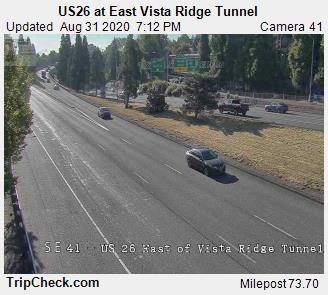 US26 at East Vista Ridge Tunnel
Updated Aug 31 2020 7:12 PM Camera 41
SE 41 US 26 East of Vista Ridge Tunnel
TripCheck.com Milepost 73.70